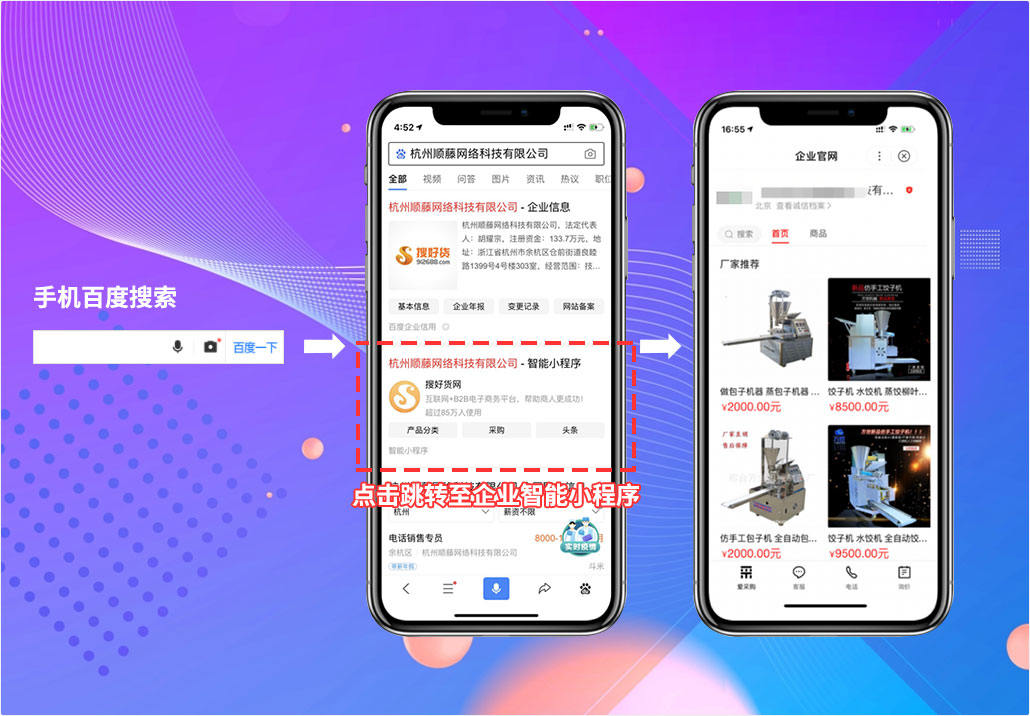 手机百度搜索
百度一下
4:52
杭州顺藤网络科技有限公司
全部 视频 问答 图片 资讯 热议 职位
杭州顺藤网络科技有限公司 - 企业信息
搜好货
912688.com
杭州顺藤网络科技有限公司，法定代表
人：胡耀宗，注册资金：133.7万元，地
址：浙江省杭州市余杭区仓前街道良睦
路1399号4号楼303室，经营范围：技...
基本信息 企业年报 变更记录 网站备案
百度企业信用
杭州顺藤网络科技有限公司 - 智能小程序
搜好货网
互联网+B2B电子商务平台，帮助商人更成功！
超过85万人使用
产品分类 采购 头条
智能小程序
点击跳转至企业智能小程序
杭州 薪资不限
电话销售专员
8000-1
余杭区 杭州顺藤网络科技有限公司
实时疫情
斗米
16:55
企业官网
有...
北京 查看诚信档案
搜索 首页 商品
厂家推荐
新品仿手工饺子机
做包子机器 蒸包子机器 ...
¥2000.00元
饺子机 水饺机 蒸饺柳叶...
¥8500.00元
厂家直销
售后保障
万世新品仿手工饺子机！！！
仿手工包子机 全自动包...
¥2000.00元
饺子机 水饺机 全自动饺...
¥9500.00元
爱采购 客服 电话 询价